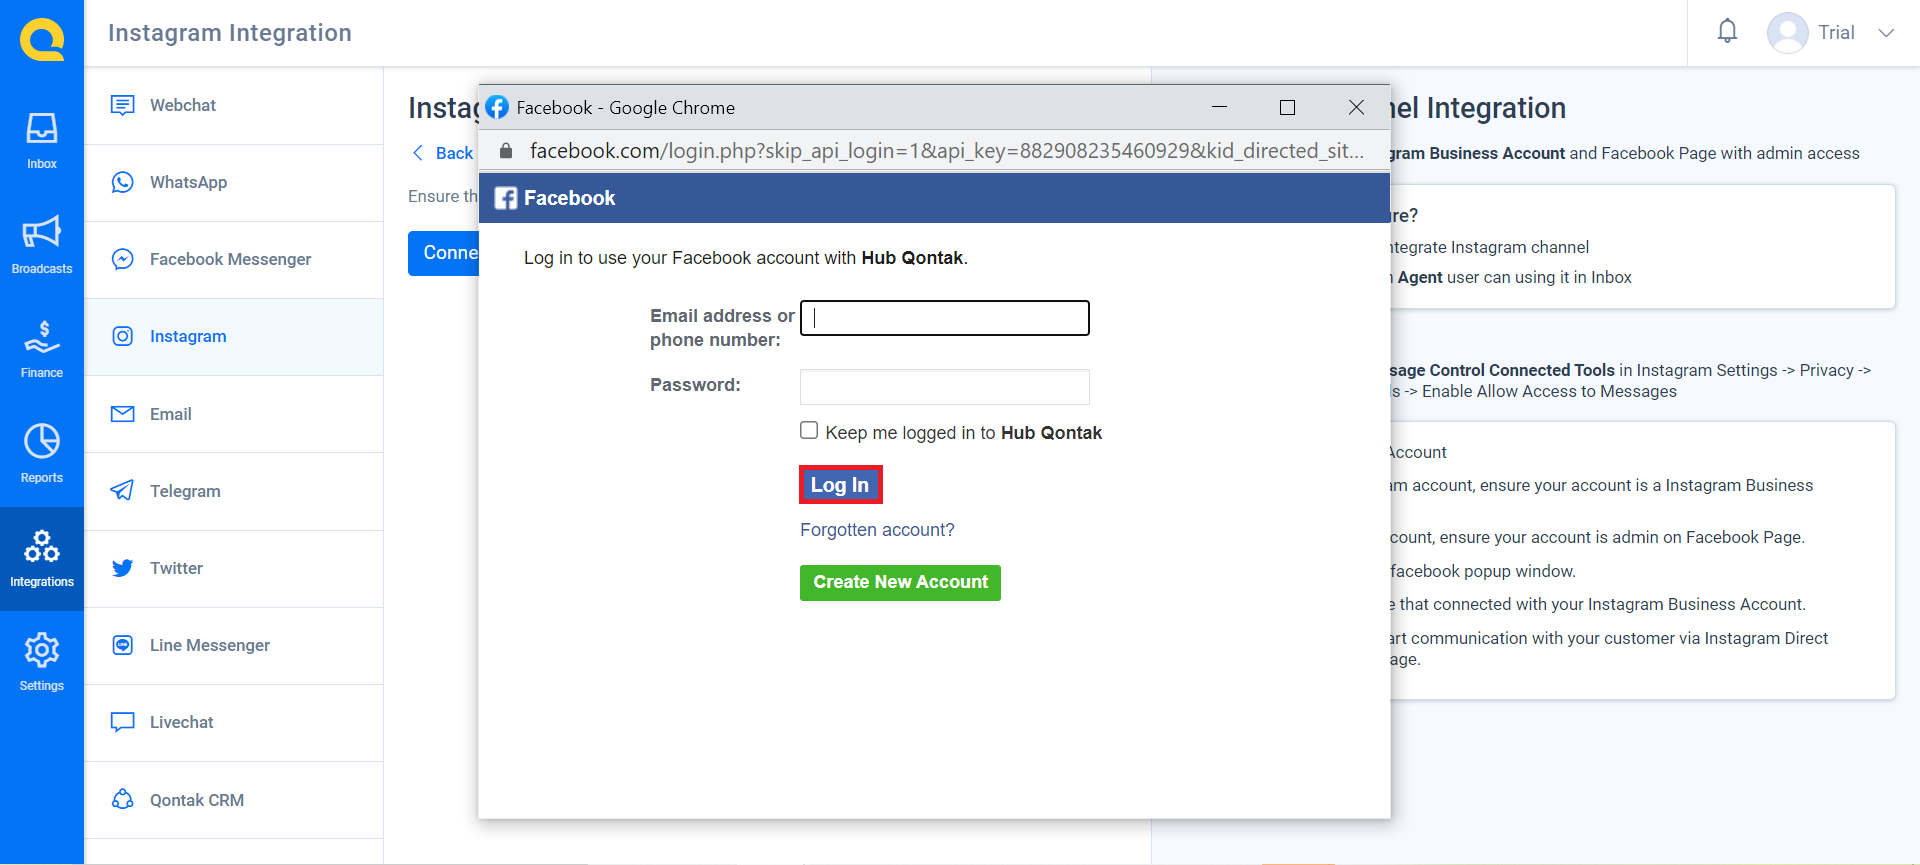 Instagram Integration
Trial
Inbox
Broadcasts
Finance
Reports
Integrations
Settings
Webchat
WhatsApp
Facebook Messenger
Instagram
Email
Telegram
Twitter
Line Messenger
Livechat
Qontak CRM
Insta
Back
Ensure th
Conne
Facebook - Google Chrome
facebook.com/login.php?skip_api_login=1&api_key=882908235460929&kid_directed_sit...
Facebook
Log in to use your Facebook account with Hub Qontak.
Email address or
phone number:
Password:
Keep me logged in to Hub Qontak
Log In
Forgotten account?
Create New Account
nel Integration
gram Business Account and Facebook Page with admin access
re?
ntegrate Instagram channel
Agent user can using it in Inbox
sage Control Connected Tools in Instagram Settings -> Privacy ->
ls -> Enable Allow Access to Messages
Account
am account, ensure your account is a Instagram Business
count, ensure your account is admin on Facebook Page.
facebook popup window.
e that connected with your Instagram Business Account.
art communication with your customer via Instagram Direct
age.